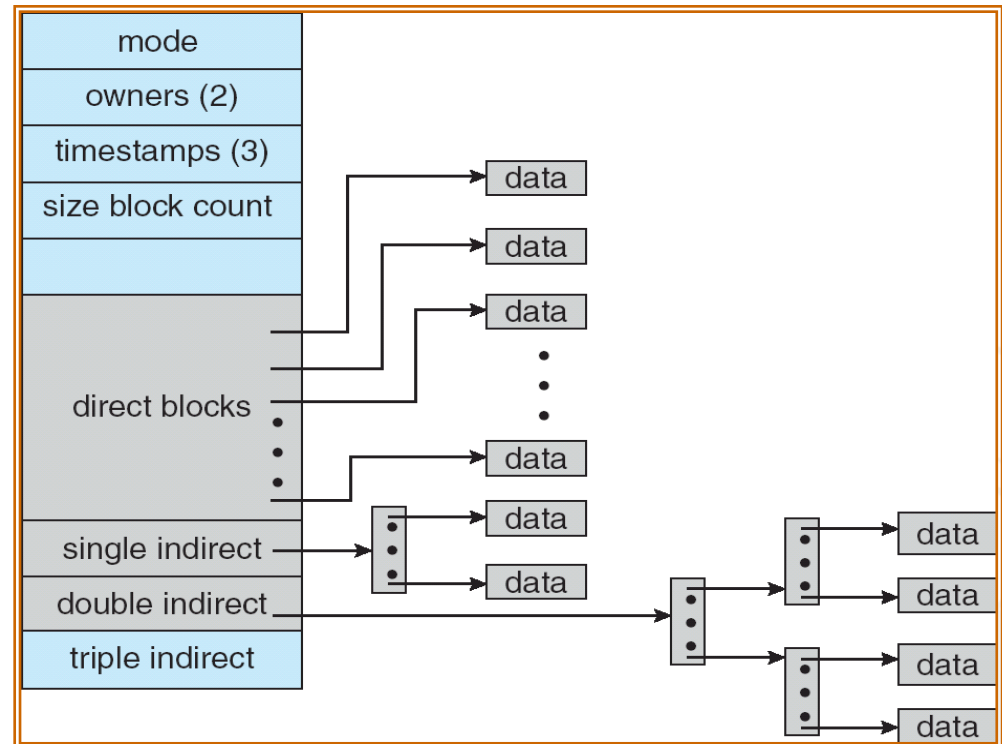 mode
owners (2)
timestamps (3)
size block count
direct blocks
single indirect
double indirect
triple indirect
data
data
data
data
data
data
data
data
data
data